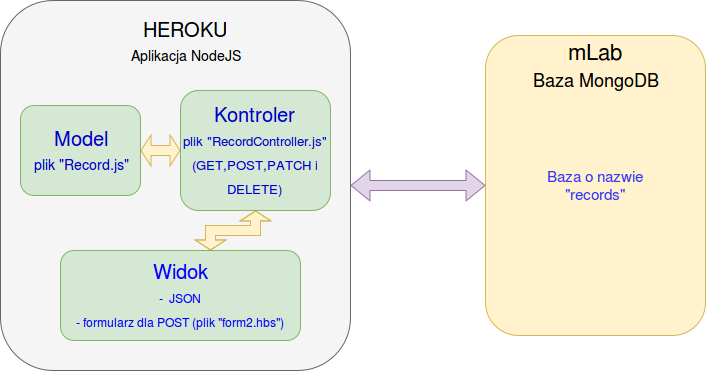 HEROKU
Aplikacja NodeJS
Model
plik "Record.js"
Kontroler
plik "RecordController.js"
(GET,POST,PATCH i
DELETE)
Widok
- JSON
- formularz dla POST (plik "form2.hbs")
mLab
Baza MongoDB
Baza o nazwie
"records"